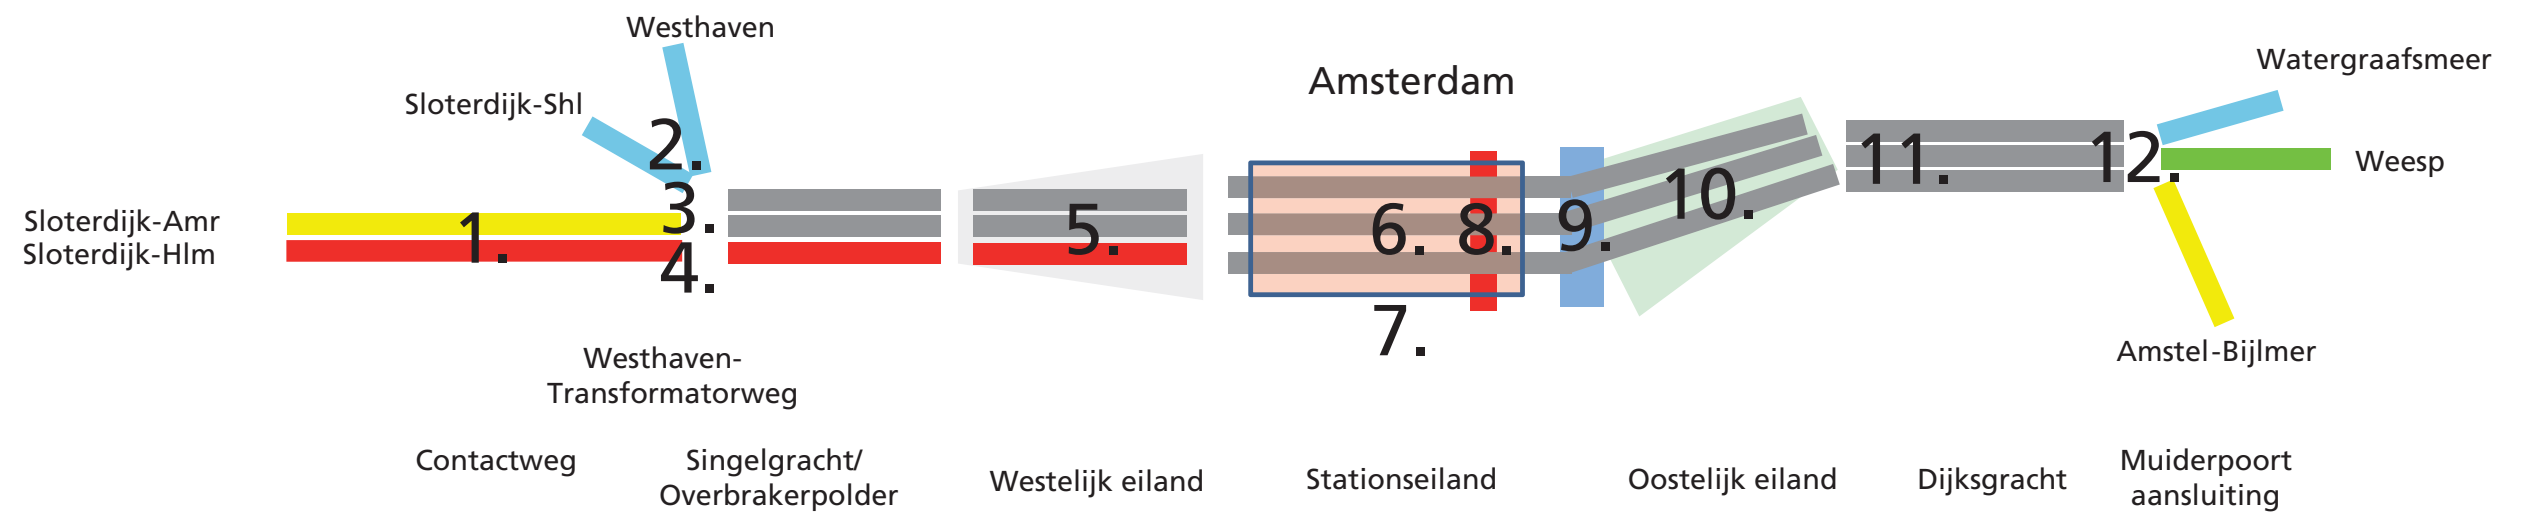 Westhaven
Watergraafsmeer
Amsterdam
Sloterdijk-Shl
2.
11.
12.
Weesp
3.
10.
Sloterdijk-Amr
1.
5.
6.
8.
9.
Sloterdijk-Hlm
4.
7.
Amstel-Bijlmer
Westhaven-
Transformatorweg
Contactweg
Singelgracht/
Overbrakerpolder
Westelijk eiland
Stationseiland
Oostelijk eiland
Dijksgracht
Muiderpoort
aansluiting